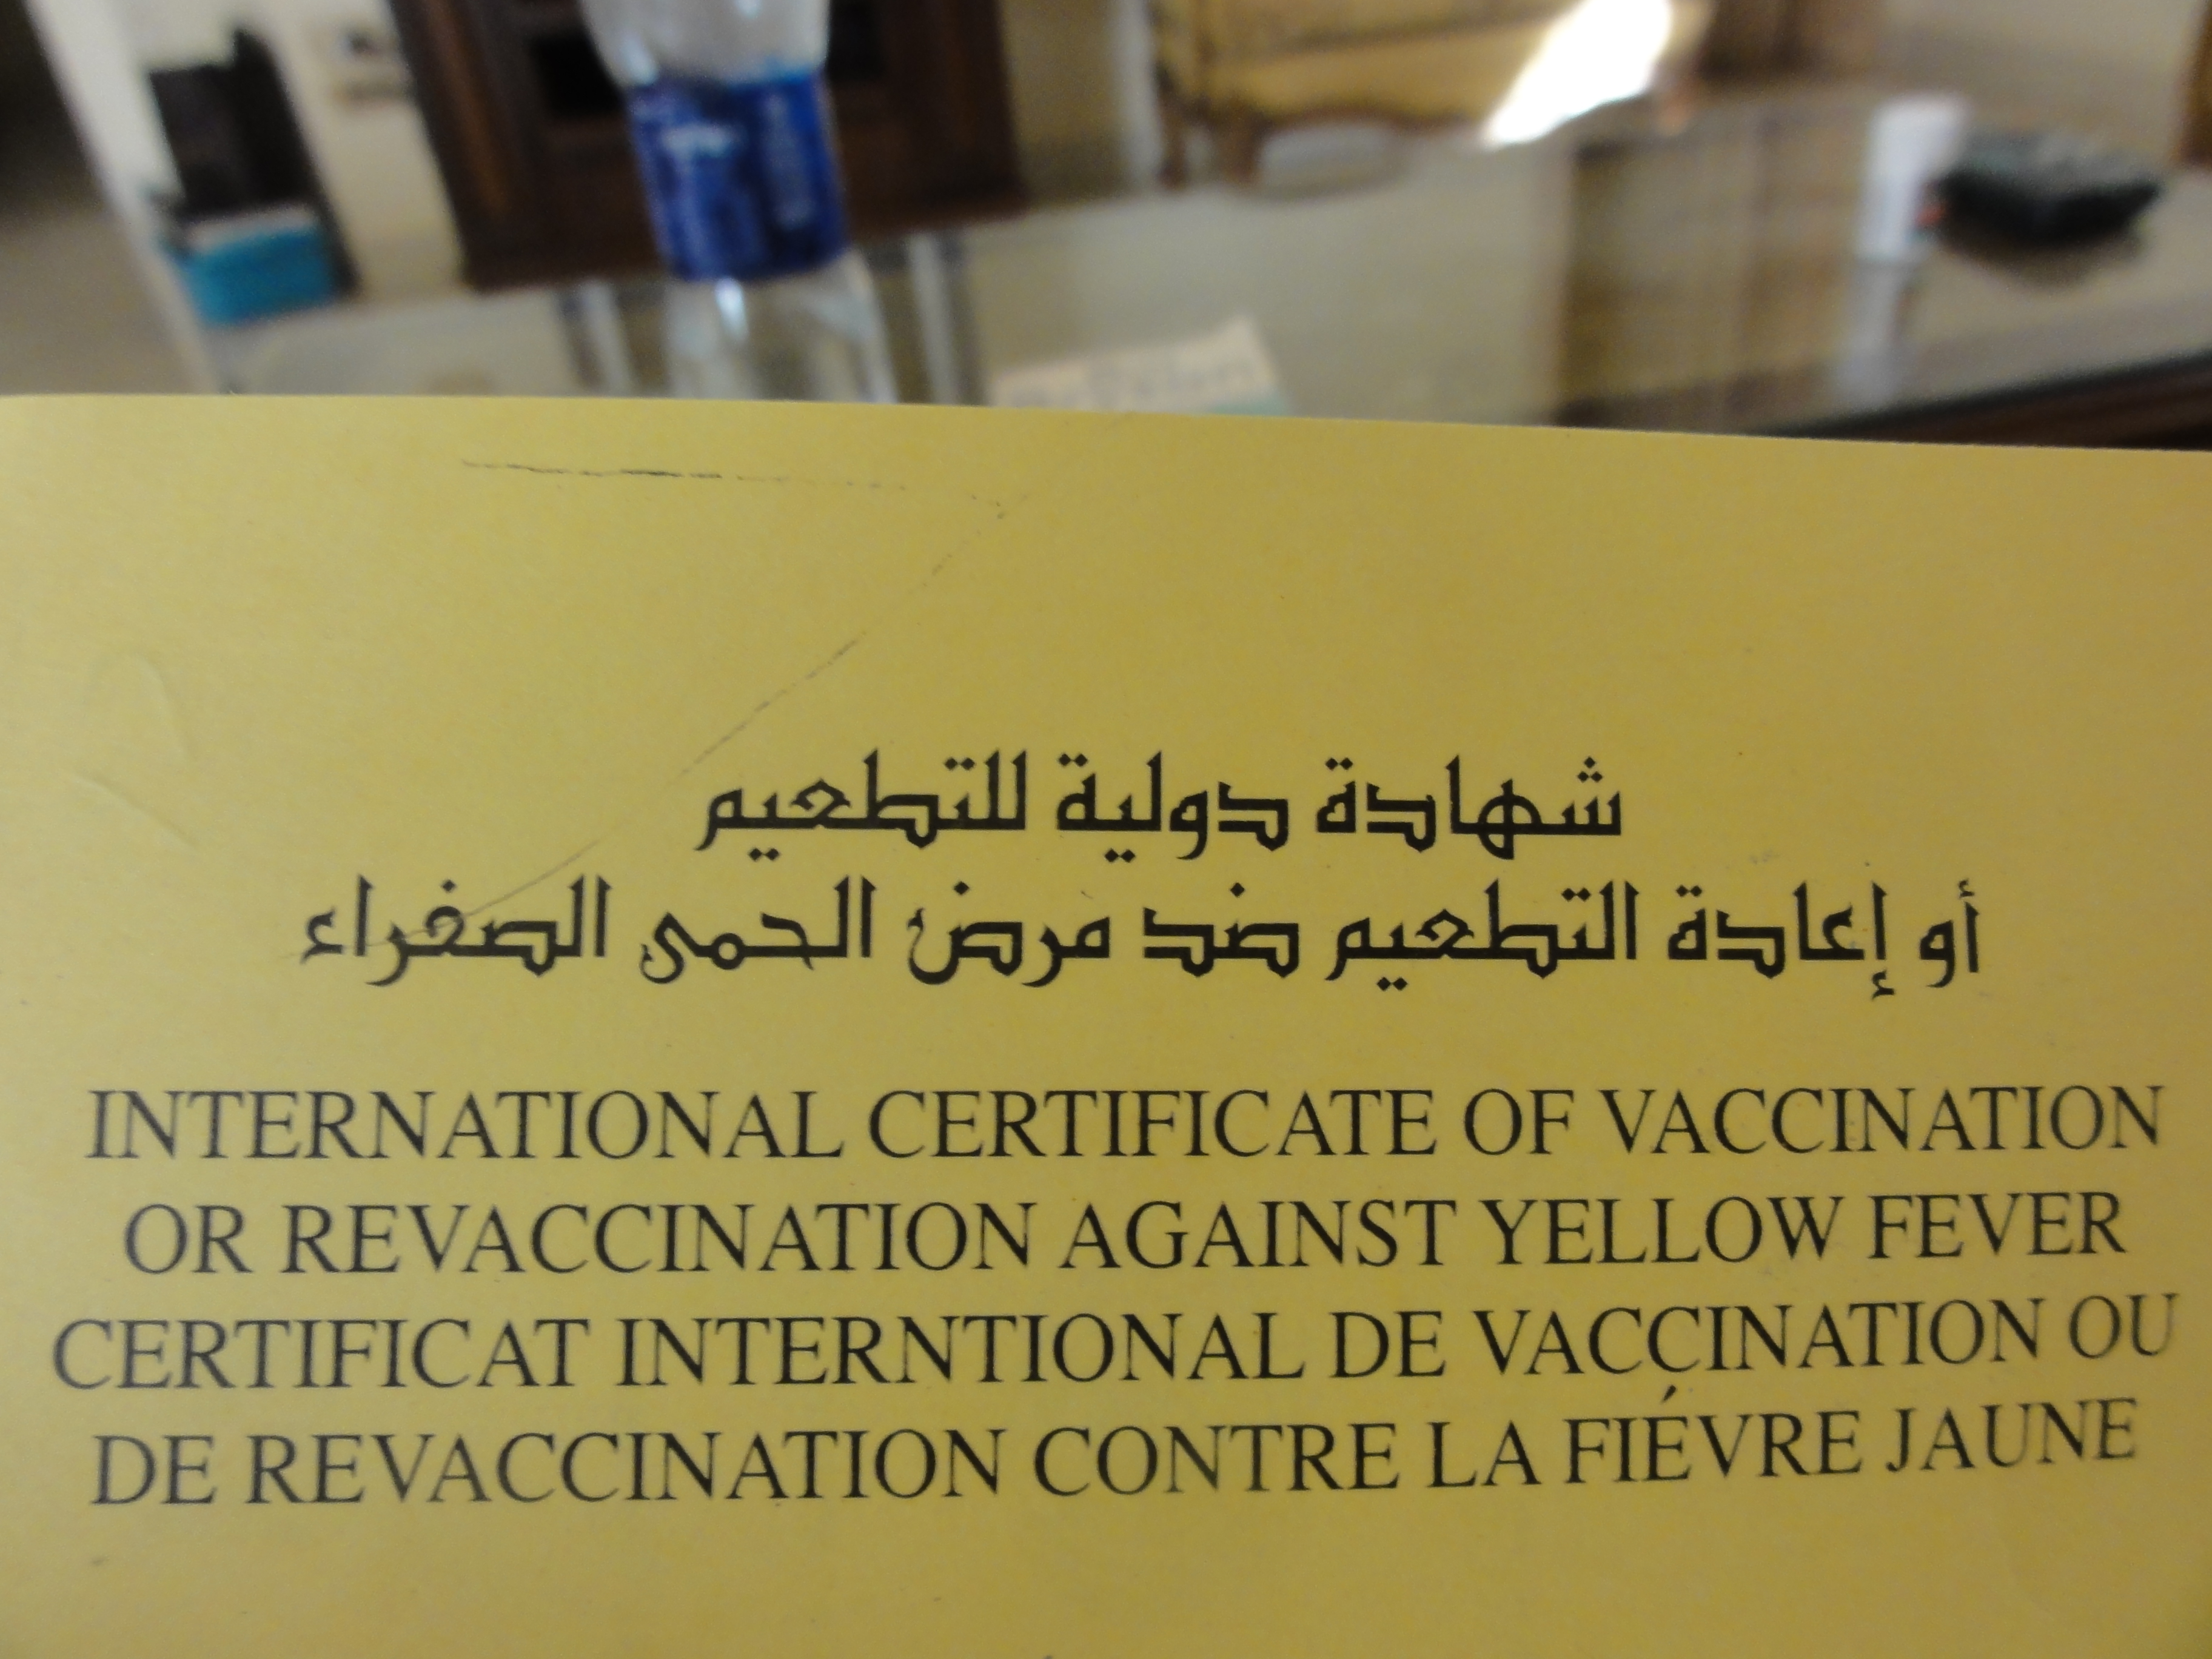 شهادة دولية للتطعيم
أو إعادة التطعيم ضد مرض الحمى الصفراء
INTERNATIONAL CERTIFICATE OF VACCINATION
OR REVACCINATION AGAINST YELLOW FEVER
CERTIFICAT INTERNTIONAL DE VACCINATION OU
DE REVACCINATION CONTRE LA FIÉVRE JAUNE